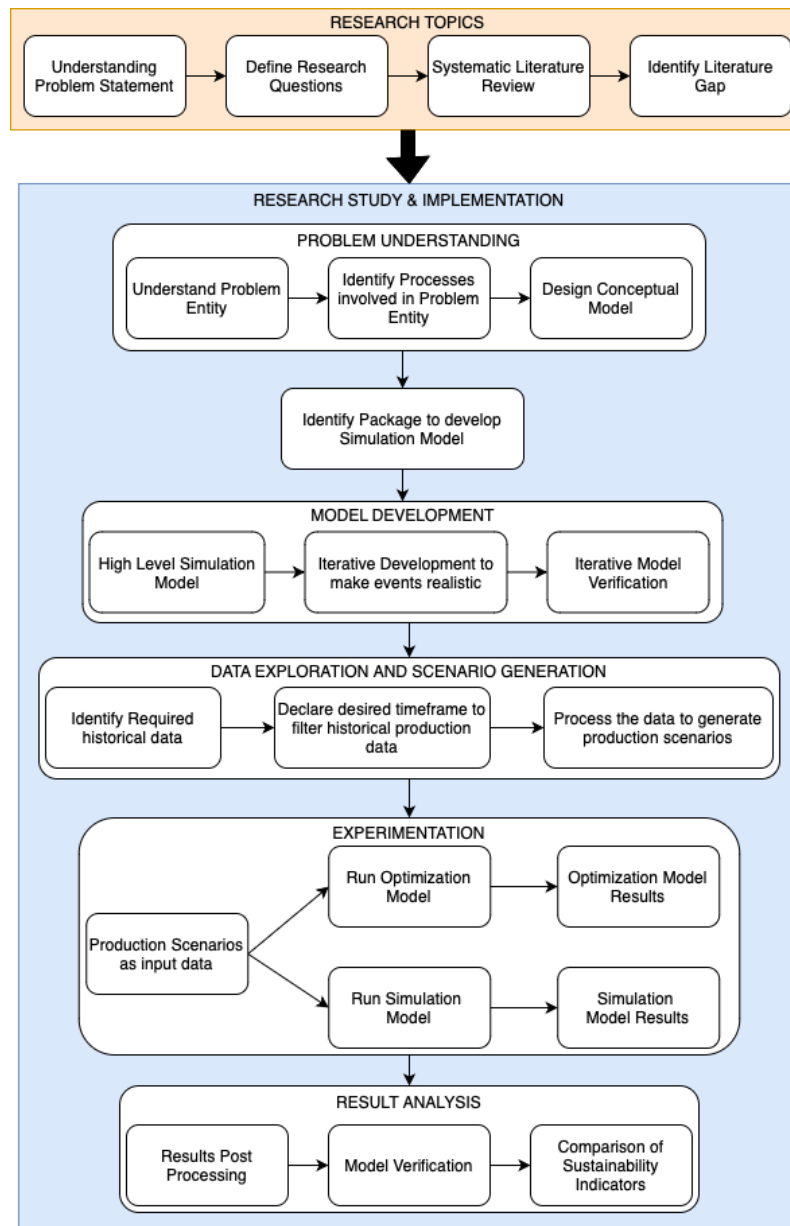 RESEARCH TOPICS
Understanding
Problem Statement
Define Research
Questions
Systematic Literature
Review
Identify Literature
Gap
RESEARCH STUDY & IMPLEMENTATION
PROBLEM UNDERSTANDING
Understand Problem
Entity
Identify Processes
involved in Problem
Entity
Design Conceptual
Model
Identify Package to develop
Simulation Model
MODEL DEVELOPMENT
High Level Simulation
Model
Iterative Development to
make events realistic
Iterative Model
Verification
DATA EXPLORATION AND SCENARIO GENERATION
Identify Required
historical data
Declare desired timeframe to
filter historical production
data
Process the data to generate
production scenarios
EXPERIMENTATION
Production Scenarios
as input data
Run Optimization
Model
Optimization Model
Results
Run Simulation
Model
Simulation
Model Results
RESULT ANALYSIS
Results Post
Processing
Model Verification
Comparison of
Sustainability
Indicators